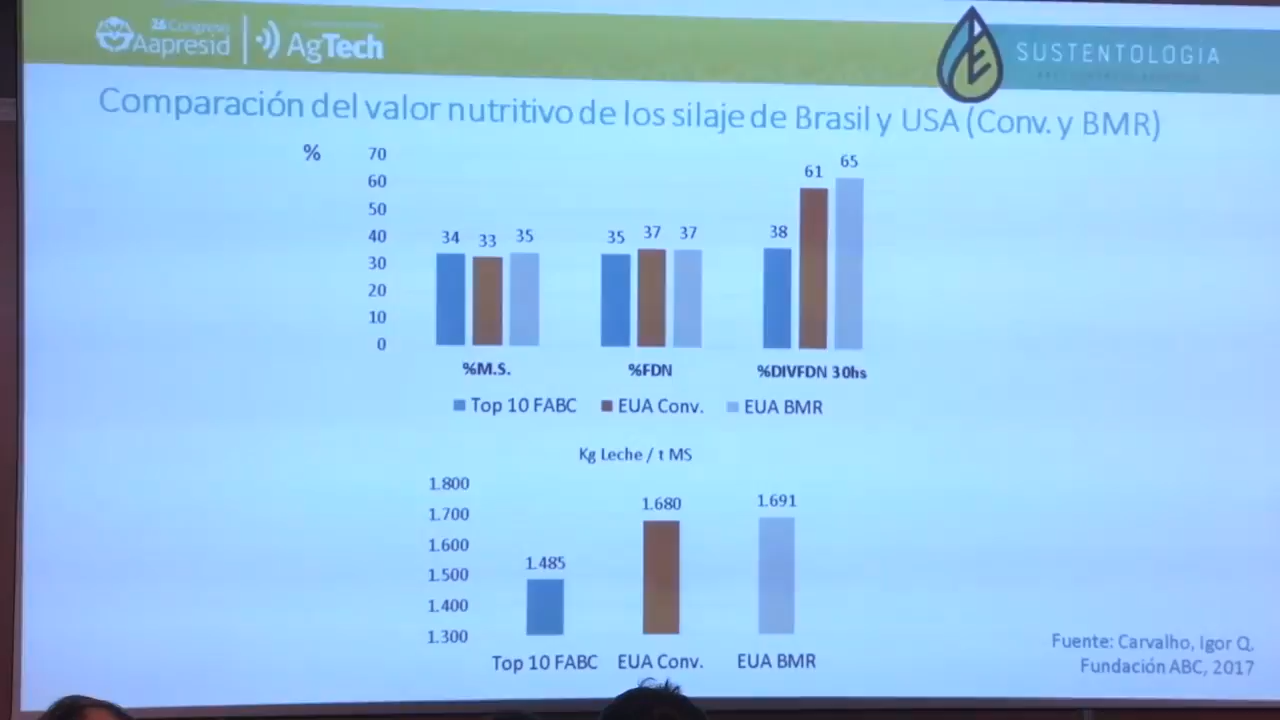 26 Congreso
Aapresid
AgTech
SUSTENTOLOGIA
Comparación del valor nutritivo de los silaje de Brasil y USA (Conv. y BMR)
%
70
60
50
40
30
20
10
0
34 33 35
35 37 37
38 61 65
%M.S. %FDN %DIVFDN 30hs
Top 10 FABC EUA Conv. EUA BMR
Kg Leche / t MS
1.800
1.700
1.600
1.500
1.400
1.300
1.485 1.680 1.691
Top 10 FABC EUA Conv. EUA BMR
Fuente: Carvalho, Igor Q.
Fundación ABC, 2017